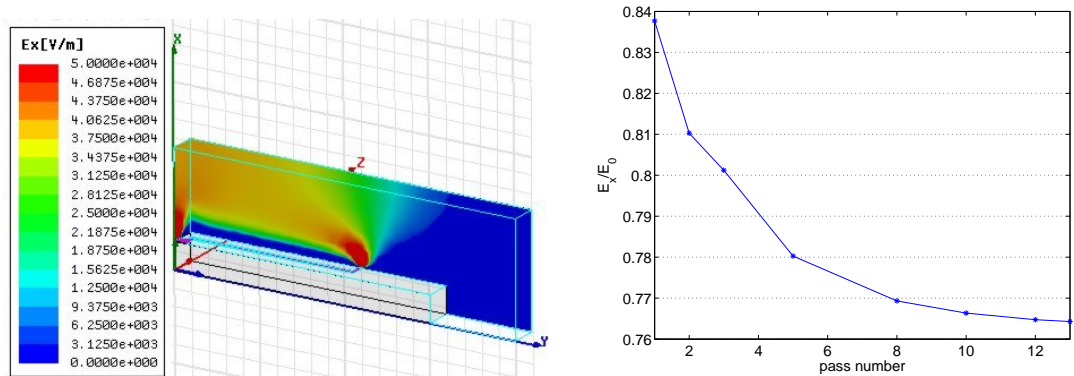 Ex[V/m]
5.0000e+004
4.6875e+004
4.3750e+004
4.0625e+004
3.7500e+004
3.4375e+004
3.1250e+004
2.8125e+004
2.5000e+004
2.1875e+004
1.8750e+004
1.5625e+004
1.2500e+004
9.3750e+003
6.2500e+003
3.1250e+003
0.0000e+000
X
Z
Y
0.84
0.83
0.82
0.81
0.8
0.79
0.78
0.77
0.76
Ex/E0
2 4 6 8 10 12
pass number